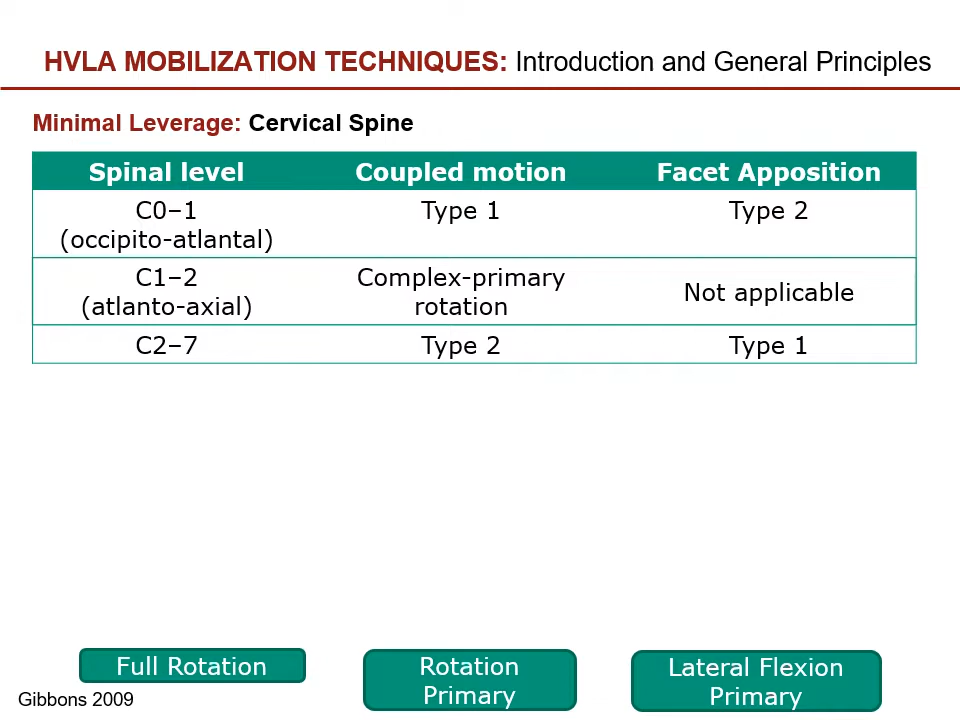 HVLA MOBILIZATION TECHNIQUES: Introduction and General Principles
Minimal Leverage: Cervical Spine
Spinal level Coupled motion Facet Apposition
C0–1
(occipito-atlantal)
Type 1
Type 2
C1–2
(atlanto-axial)
Complex-primary
rotation
Not applicable
C2–7
Type 2
Type 1
Full Rotation
Rotation
Primary
Lateral Flexion
Primary
Gibbons 2009